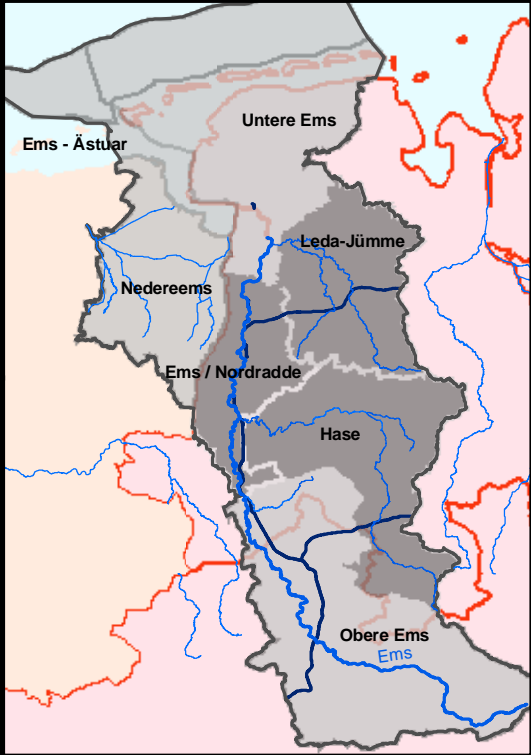 Untere Ems
Ems - Ästuar
Leda-Jümme
Nedereems
Ems / Nordradde
Hase
Obere Ems
Ems